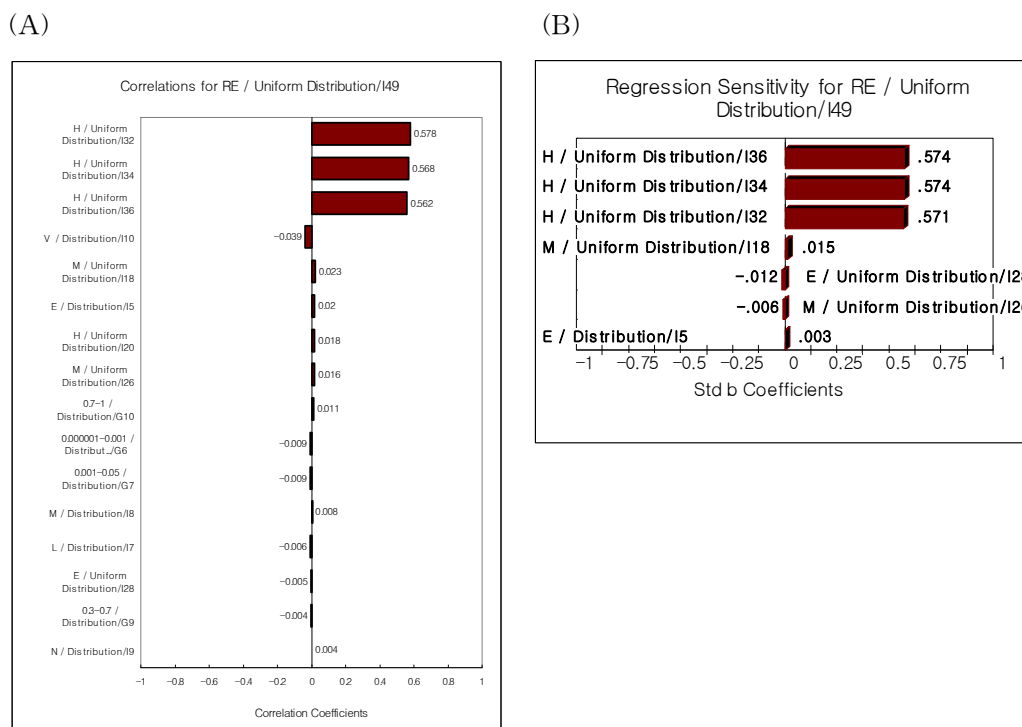 (A)
Correlations for RE / Uniform Distribution/I49
H / Uniform
Distribution/I32
0.578
H / Uniform
Distribution/I34
0.568
H / Uniform
Distribution/I36
0.562
V / Distribution/I10
-0.039
M / Uniform
Distribution/I18
0.023
E / Distribution/I5
0.02
H / Uniform
Distribution/I20
0.018
M / Uniform
Distribution/I26
0.016
0.7-1 /
Distribution/G10
0.011
0.000001-0.001 /
Distribut../G6
-0.009
0.001-0.05 /
Distribution/G7
-0.009
M / Distribution/I8
0.008
L / Distribution/I7
-0.006
E / Uniform
Distribution/I28
-0.005
0.3-0.7 /
Distribution/G9
-0.004
N / Distribution/I9
0.004
-1 -0.8 -0.6 -0.4 -0.2 0 0.2 0.4 0.6 0.8 1
Correlation Coefficients
(B)
Regression Sensitivity for RE / Uniform
Distribution/I49
H / Uniform Distribution/I36 .574
H / Uniform Distribution/I34 .574
H / Uniform Distribution/I32 .571
M / Uniform Distribution/I18 .015
-.012 E / Uniform Distribution/I28
-.006 M / Uniform Distribution/I26
E / Distribution/I5 .003
-1 -0.75 -0.5 -0.25 0 0.25 0.5 0.75 1
Std b Coefficients